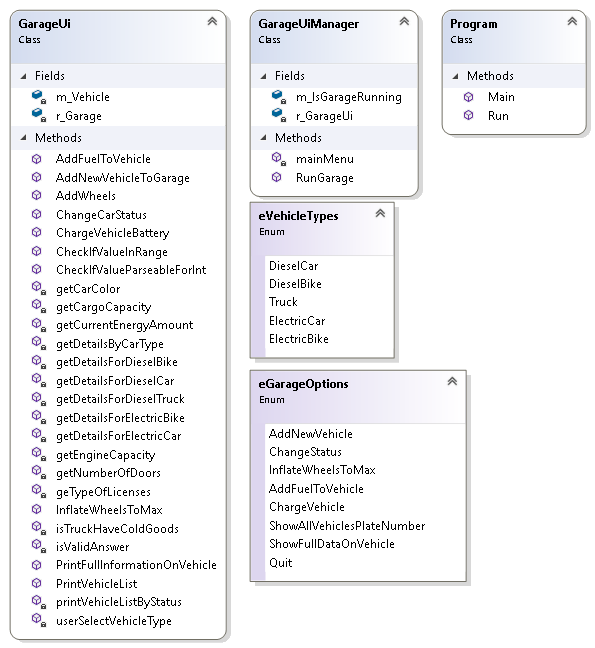 GarageUi
Class
Fields
m_Vehicle
r_Garage
Methods
AddFuelToVehicle
AddNewVehicleToGarage
AddWheels
ChangeCarStatus
ChargeVehicleBattery
CheckIfValueInRange
CheckIfValueParseableForInt
getCarColor
getCargoCapacity
getCurrentEnergyAmount
getDetailsByCarType
getDetailsForDieselBike
getDetailsForDieselCar
getDetailsForDieselTruck
getDetailsForElectricBike
getDetailsForElectricCar
getEngineCapacity
getNumberOfDoors
geTypeOfLicenses
InflateWheelsToMax
isTruckHaveColdGoods
isValidAnswer
PrintFullInformationOnVehicle
PrintVehicleList
printVehicleListByStatus
userSelectVehicleType
GarageUiManager
Class
Fields
m_IsGarageRunning
r_GarageUi
Methods
mainMenu
RunGarage
eVehicleTypes
Enum
DieselCar
DieselBike
Truck
ElectricCar
ElectricBike
eGarageOptions
Enum
AddNewVehicle
ChangeStatus
InflateWheelsToMax
AddFuelToVehicle
ChargeVehicle
ShowAllVehiclesPlateNumber
ShowFullDataOnVehicle
Quit
Program
Class
Methods
Main
Run